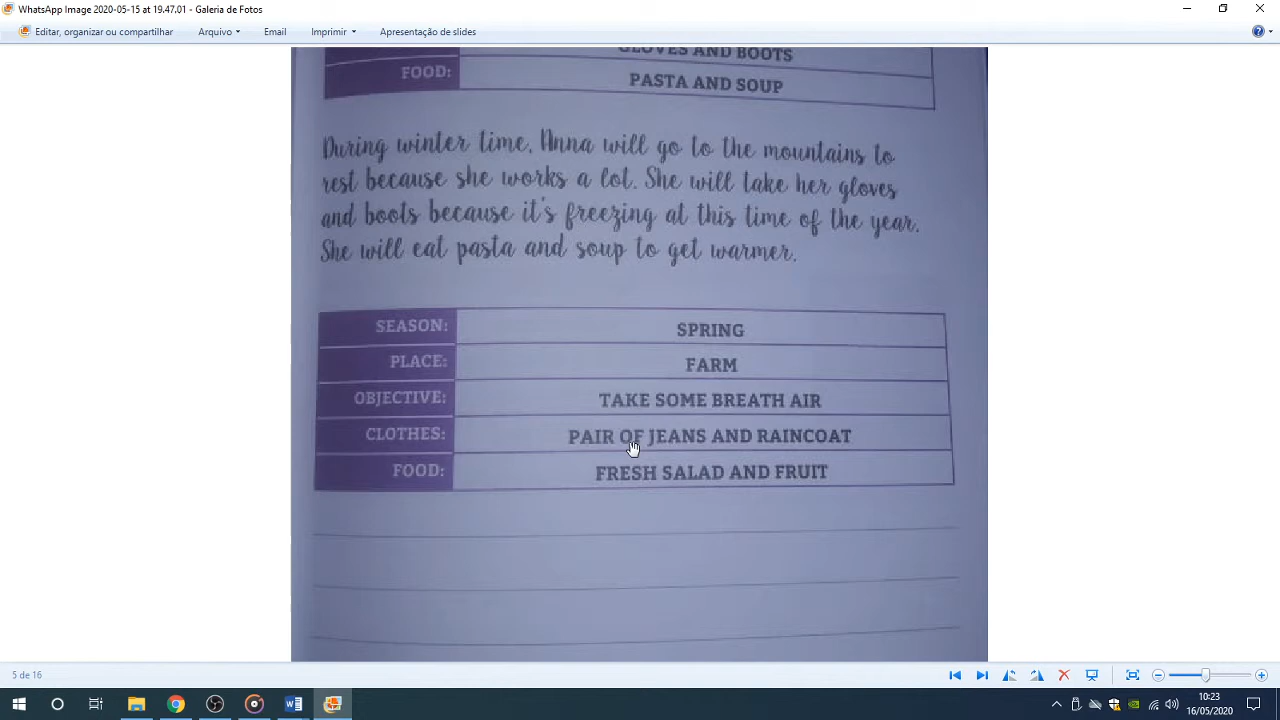 WhatsApp Image 2020-05-15 at 19.47.01 - Galeria de Fotos
Editar, organizar ou compartilhar Arquivo Email Imprimir Apresentação de slides
GLOVES AND BOOTS
FOOD: PASTA AND SOUP
During winter time, Anna will go to the mountains to
rest because she works a lot. She will take her gloves
and boots because it's freezing at this time of the year.
She will eat pasta and soup to get warmer.
SEASON: SPRING
PLACE: FARM
OBJECTIVE: TAKE SOME BREATH AIR
CLOTHES: PAIR OF JEANS AND RAINCOAT
FOOD: FRESH SALAD AND FRUIT
5 de 16
10:23
16/05/2020